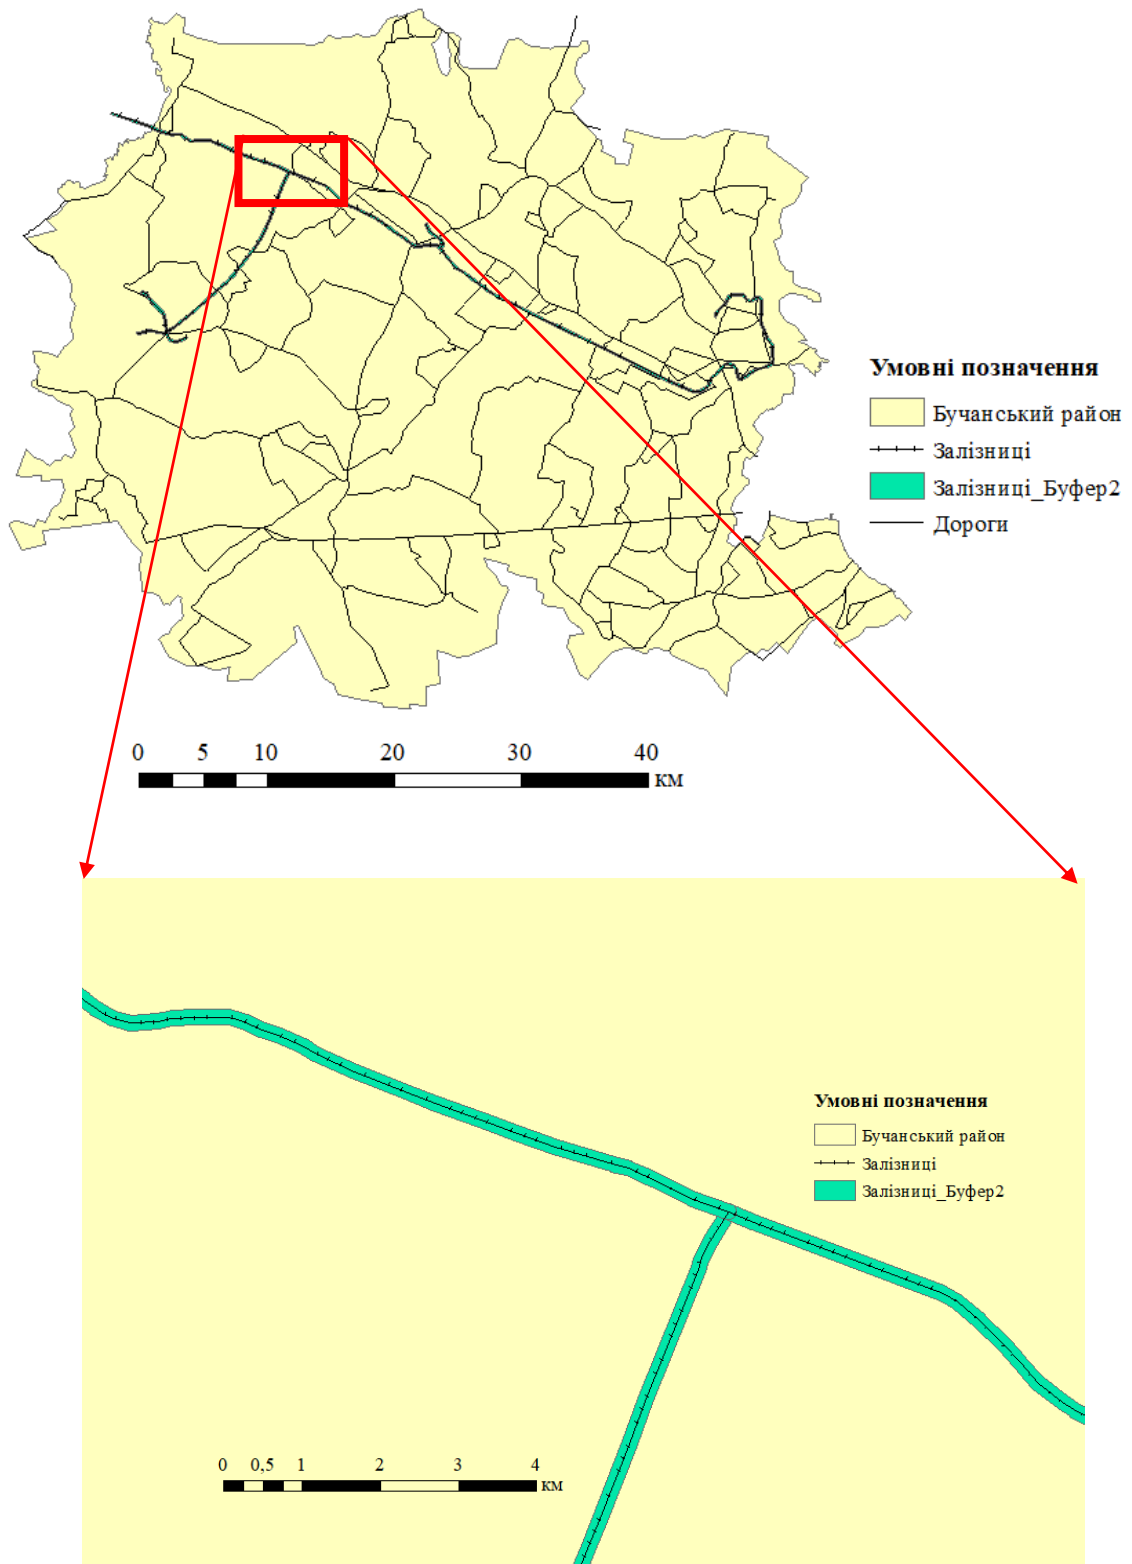 Умовні позначення
Бучанський район
Залізниці
Залізниці_Буфер2
Дороги
0 5 10 20 30 40
км
Умовні позначення
Бучанський район
Залізниці
Залізниці_Буфер2
0 0,5 1 2 3 4
км